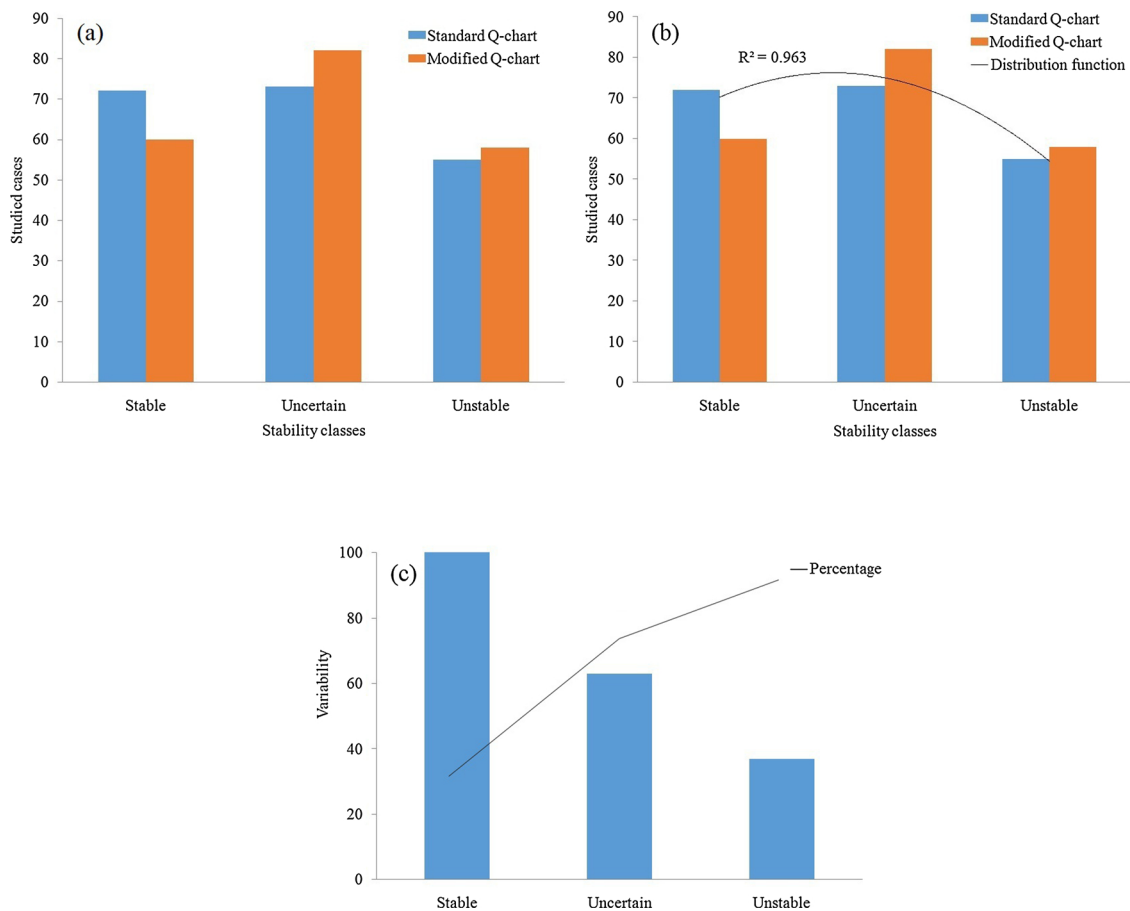 (a)
Standard Q-chart
Modified Q-chart
90
80
70
60
50
40
30
20
10
0
Studied cases
Stable
Uncertain
Unstable
Stability classes
(b)
Standard Q-chart
Modified Q-chart
Distribution function
R² = 0.963
90
80
70
60
50
40
30
20
10
0
Studied cases
Stable
Uncertain
Unstable
Stability classes
(c)
Percentage
100
80
60
40
20
0
Variability
Stable
Uncertain
Unstable